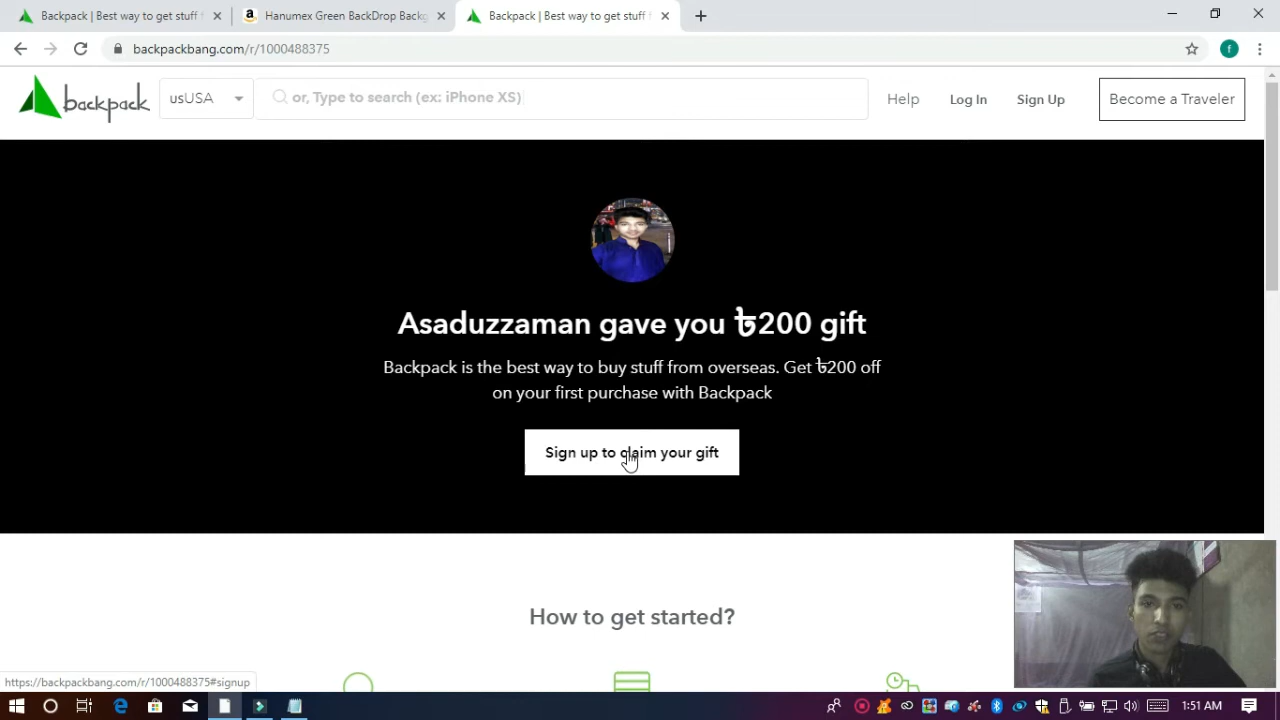 Backpack | Best way to get stuff f
Hanumex Green BackDrop Backg
Backpack | Best way to get stuff f
backpackbang.com/r/1000488375
f
backpack
usUSA
or, Type to search (ex: iPhone XS)
Help
Log In
Sign Up
Become a Traveler
Asaduzzaman gave you ৳200 gift
Backpack is the best way to buy stuff from overseas. Get ৳200 off
on your first purchase with Backpack
Sign up to claim your gift
How to get started?
https://backpackbang.com/r/1000488375#signup
1:51 AM